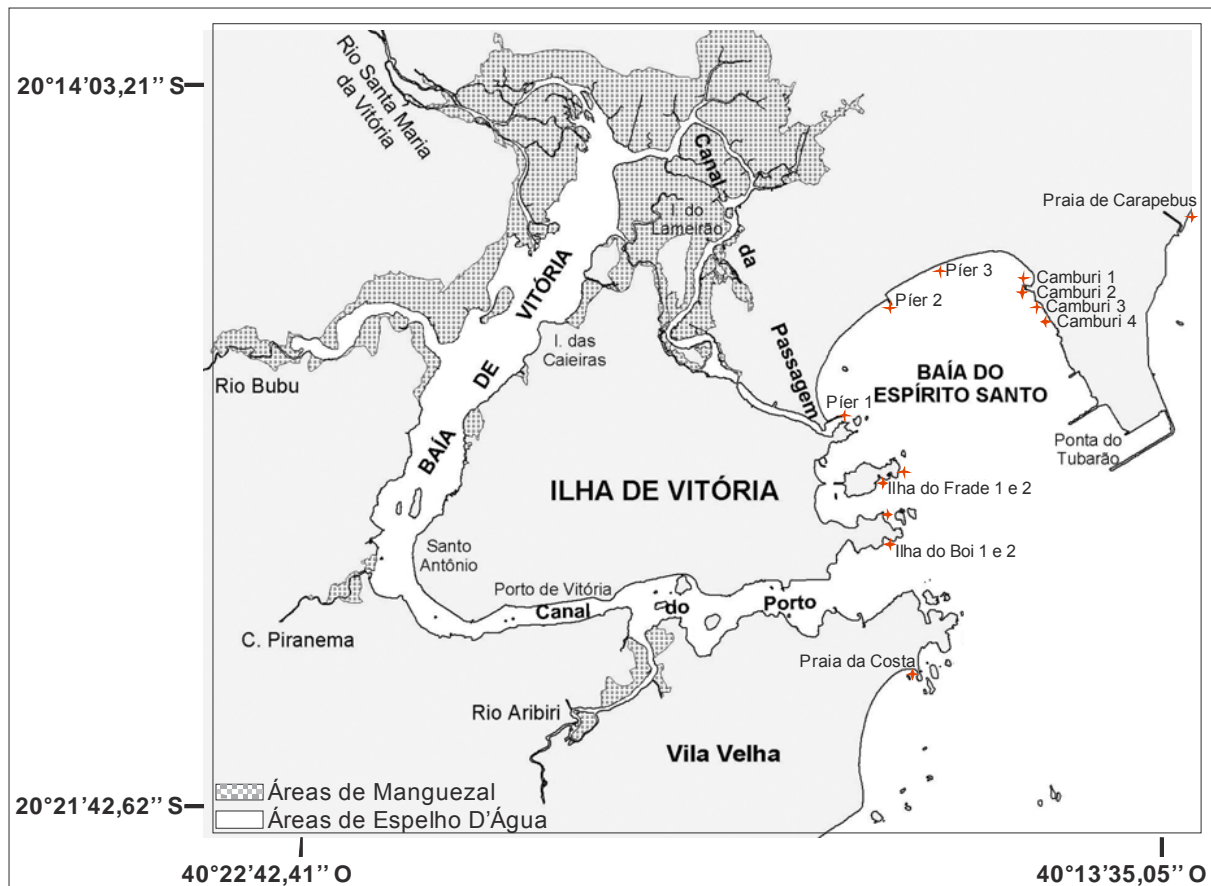 20°14'03,21'' S
Rio Santa Maria
da Vitória
Canal
da
Passagem
I. do
Lameirão
Praia de Carapebus
Píer 3
Píer 2
Píer 1
Camburi 1
Camburi 2
Camburi 3
Camburi 4
BAÍA DE VITÓRIA
I. das
Caieiras
Rio Bubu
BAÍA DO
ESPÍRITO SANTO
Ponta do
Tubarão
ILHA DE VITÓRIA
Ilha do Frade 1 e 2
Ilha do Boi 1 e 2
Santo
Antônio
Porto de Vitória
Canal do Porto
C. Piranema
Praia da Costa
Rio Aribiri
Vila Velha
Áreas de Manguezal
Áreas de Espelho D'Água
20°21'42,62'' S
40°22'42,41'' O
40°13'35,05'' O